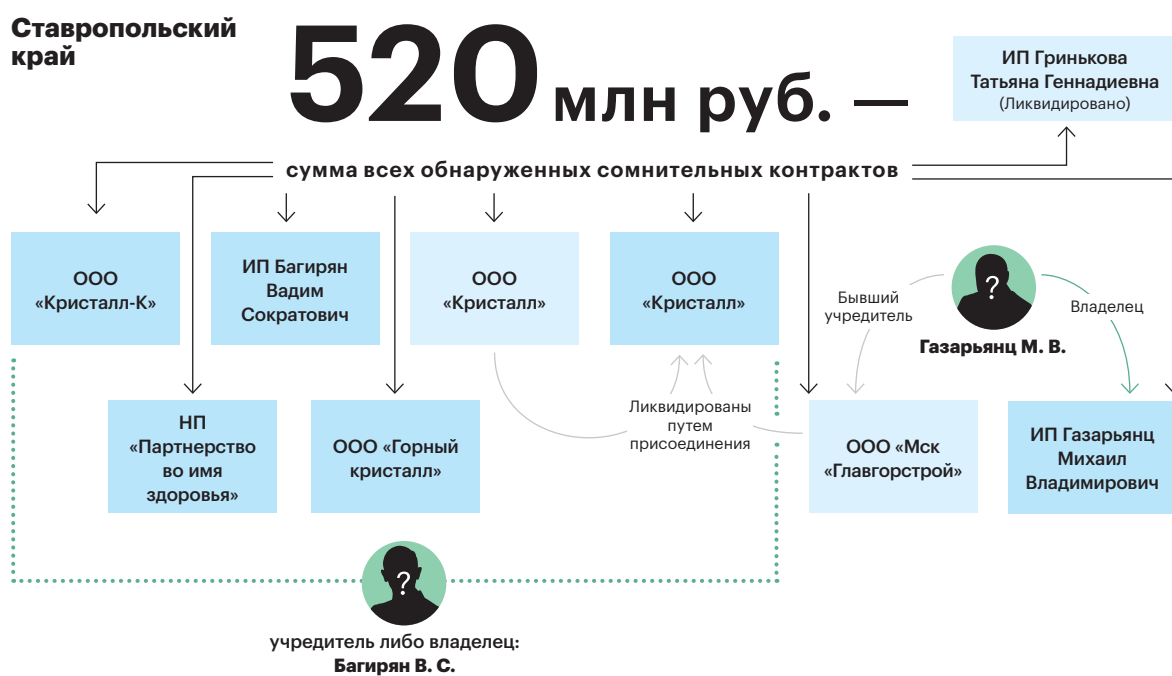 Ставропольский
край
520 млн руб. —
ИП Гринькова
Татьяна Геннадиевна
(Ликвидировано)
сумма всех обнаруженных сомнительных контрактов
ООО
«Кристалл-К»
ИП Багирян
Вадим
Сократович
ООО
«Кристалл»
ООО
«Кристалл»
Бывший
учредитель
?
Владелец
Газарьянц М. В.
НП
«Партнерство
во имя
здоровья»
ООО «Горный
кристалл»
Ликвидированы
путем
присоединения
ООО «Мск
«Главгорстрой»
ИП Газарьянц
Михаил
Владимирович
?
учредитель либо владелец:
Багирян В. С.